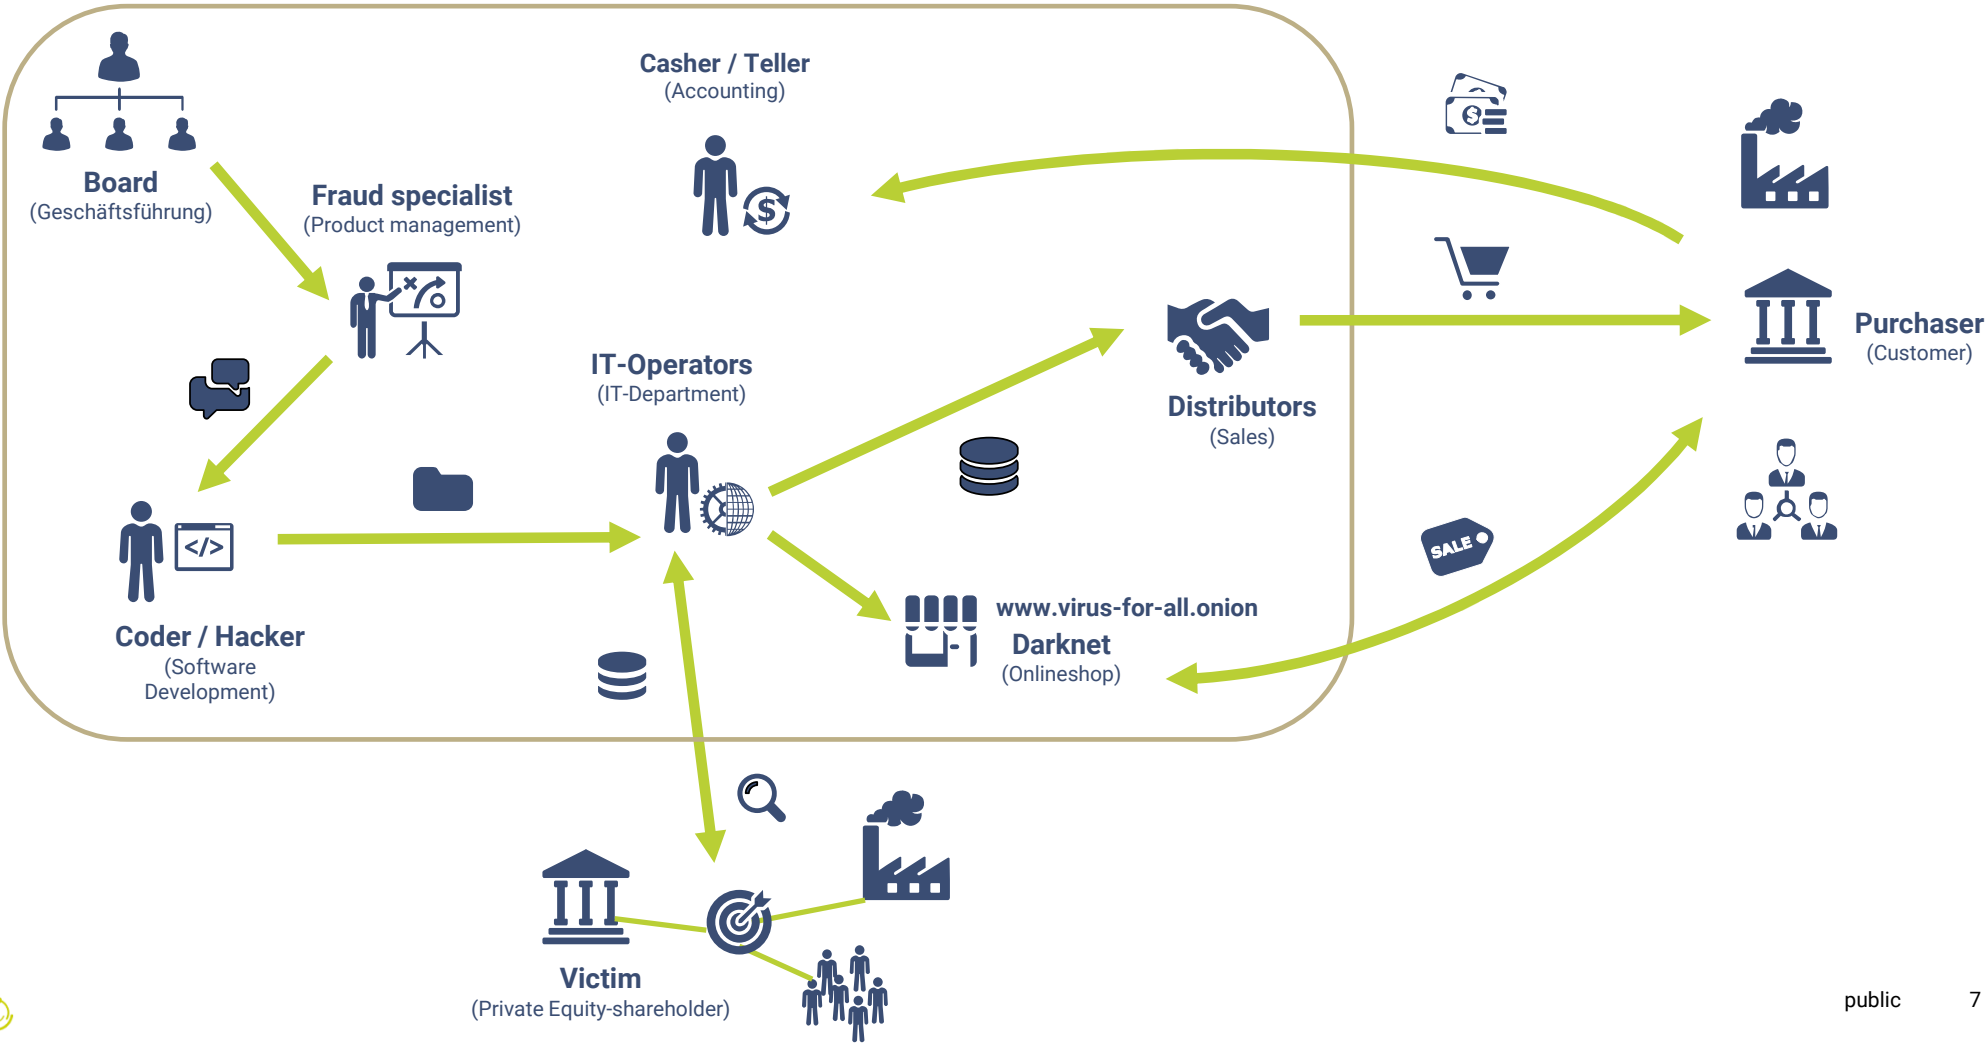 Casher / Teller
(Accounting)
Board
(Geschäftsführung)
Fraud specialist
(Product management)
IT-Operators
(IT-Department)
Distributors
(Sales)
Purchaser
(Customer)
SALE
</>
Coder / Hacker
(Software
Development)
www.virus-for-all.onion
Darknet
(Onlineshop)
Victim
(Private Equity-shareholder)
public 7